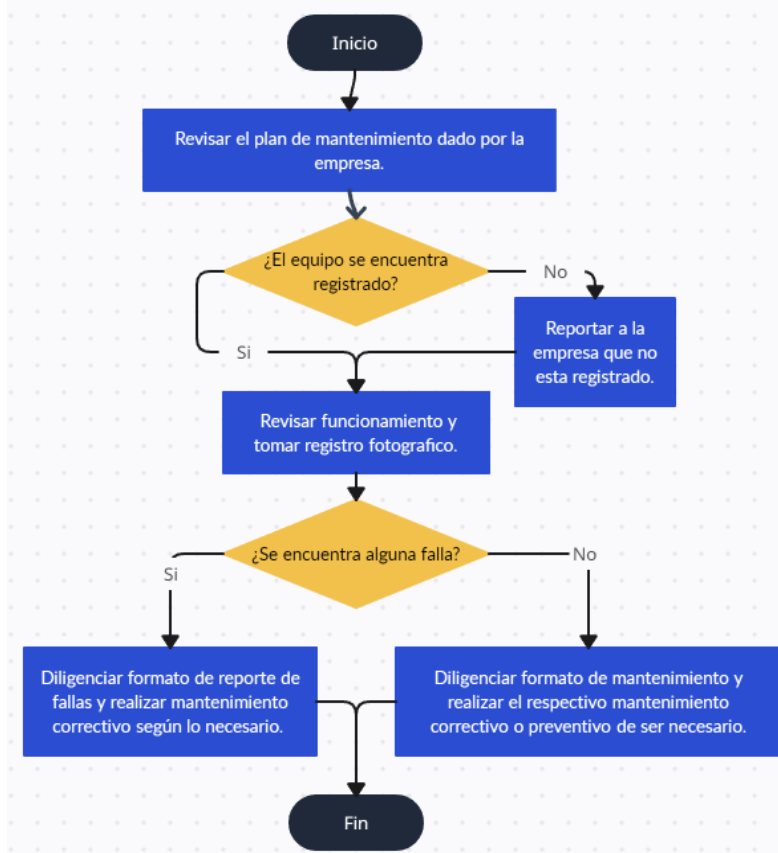 Inicio
Revisar el plan de mantenimiento dado por la
empresa.
¿El equipo se encuentra
registrado?
No
Reportar a la
empresa que no
esta registrado.
Si
Revisar funcionamiento y
tomar registro fotografico.
¿Se encuentra alguna falla?
Si
No
Diligenciar formato de reporte de
fallas y realizar mantenimiento
correctivo según lo necesario.
Diligenciar formato de mantenimiento y
realizar el respectivo mantenimiento
correctivo o preventivo de ser necesario.
Fin